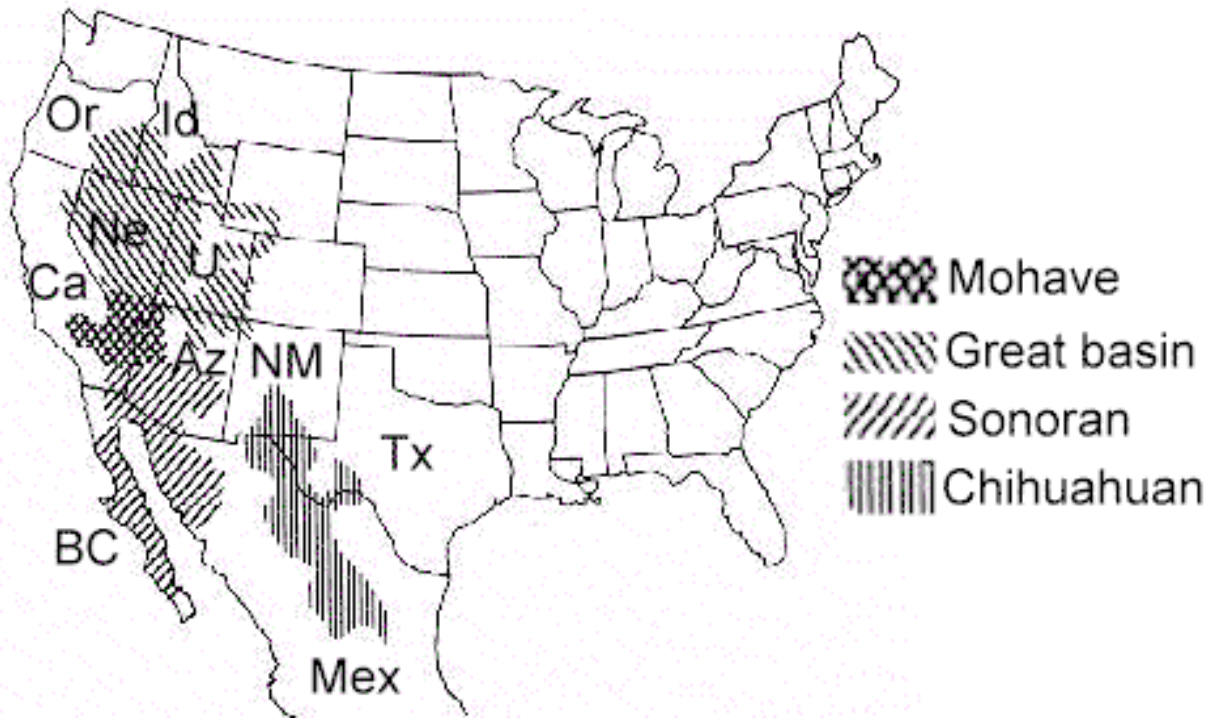 Or
Id
Ne
U
Ca
Az
NM
Tx
BC
Mex
Mohave
Great basin
Sonoran
Chihuahuan